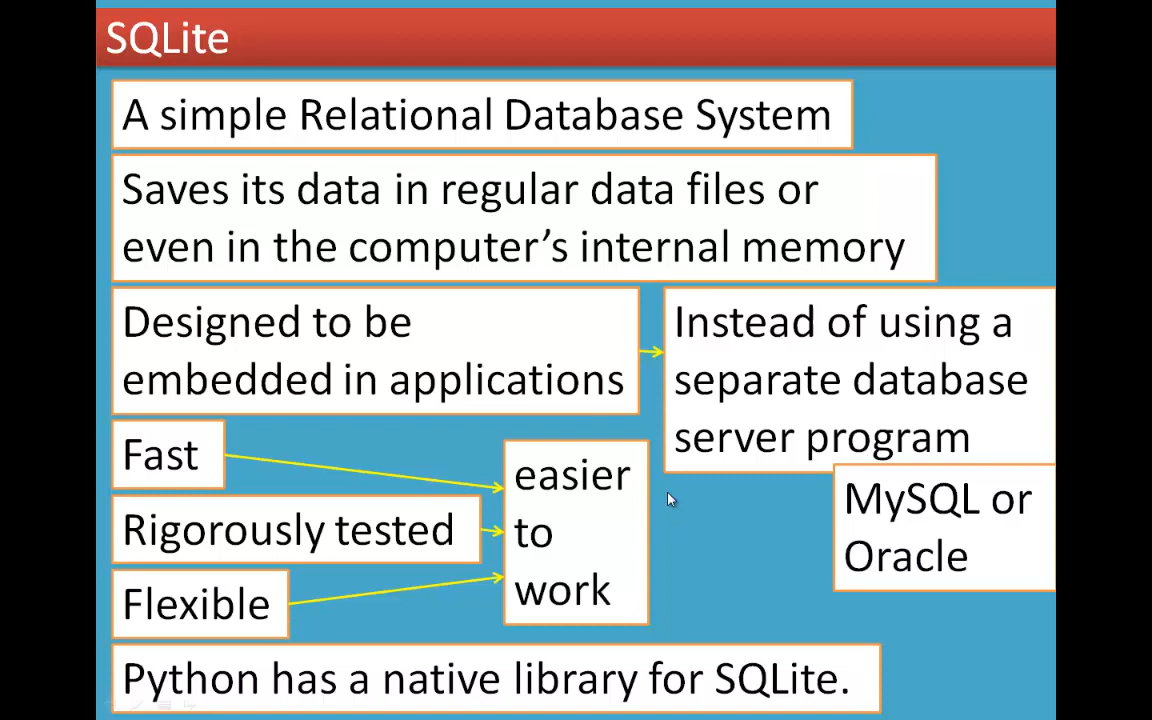 SQLite
A simple Relational Database System
Saves its data in regular data files or
even in the computer's internal memory
Designed to be
embedded in applications
Instead of using a
separate database
server program
MySQL or
Oracle
Fast
Rigorously tested
Flexible
easier
to
work
Python has a native library for SQLite.